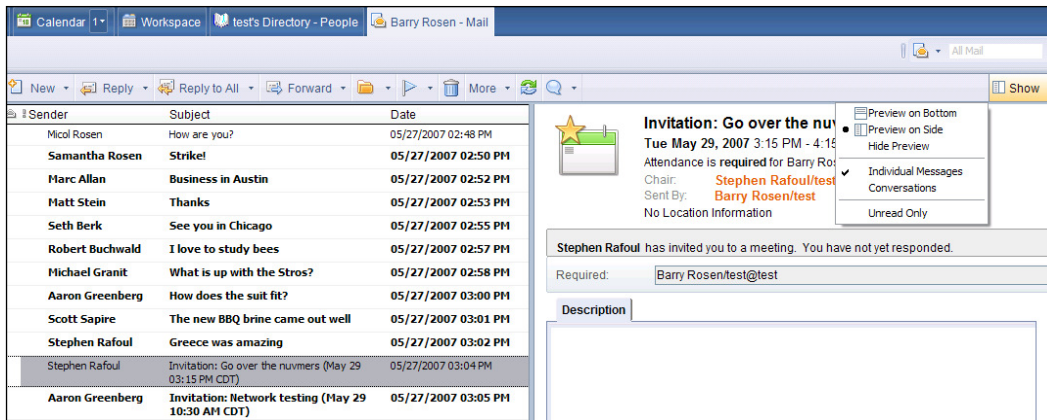 Calendar 1 Workspace test's Directory - People Barry Rosen - Mail
All Mail
New Reply Reply to All Forward More Show
Sender Subject Date
Micol Rosen How are you? 05/27/2007 02:48 PM
Samantha Rosen Strike! 05/27/2007 02:50 PM
Marc Allan Business in Austin 05/27/2007 02:52 PM
Matt Stein Thanks 05/27/2007 02:53 PM
Seth Berk See you in Chicago 05/27/2007 02:55 PM
Robert Buchwald I love to study bees 05/27/2007 02:57 PM
Michael Granit What is up with the Stros? 05/27/2007 02:58 PM
Aaron Greenberg How does the suit fit? 05/27/2007 03:00 PM
Scott Sapire The new BBQ brine came out well 05/27/2007 03:01 PM
Stephen Rafoul Greece was amazing 05/27/2007 03:02 PM
Stephen Rafoul Invitation: Go over the nuvmers (May 29 05/27/2007 03:04 PM
03:15 PM CDT)
Aaron Greenberg Invitation: Network testing (May 29 05/27/2007 03:05 PM
10:30 AM CDT)
Invitation: Go over the nuv
Tue May 29, 2007 3:15 PM - 4:15
Attendance is required for Barry Ros
Chair: Stephen Rafoul/test
Sent By: Barry Rosen/test
No Location Information
Preview on Bottom
Preview on Side
Hide Preview
Individual Messages
Conversations
Unread Only
Stephen Rafoul has invited you to a meeting. You have not yet responded.
Required: Barry Rosen/test@test
Description